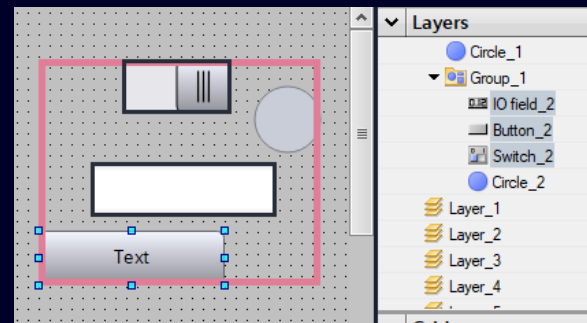 Layers
Circle_1
Group_1
IO field_2
Button_2
Switch_2
Circle_2
Layer_1
Layer_2
Layer_3
Layer_4
Text